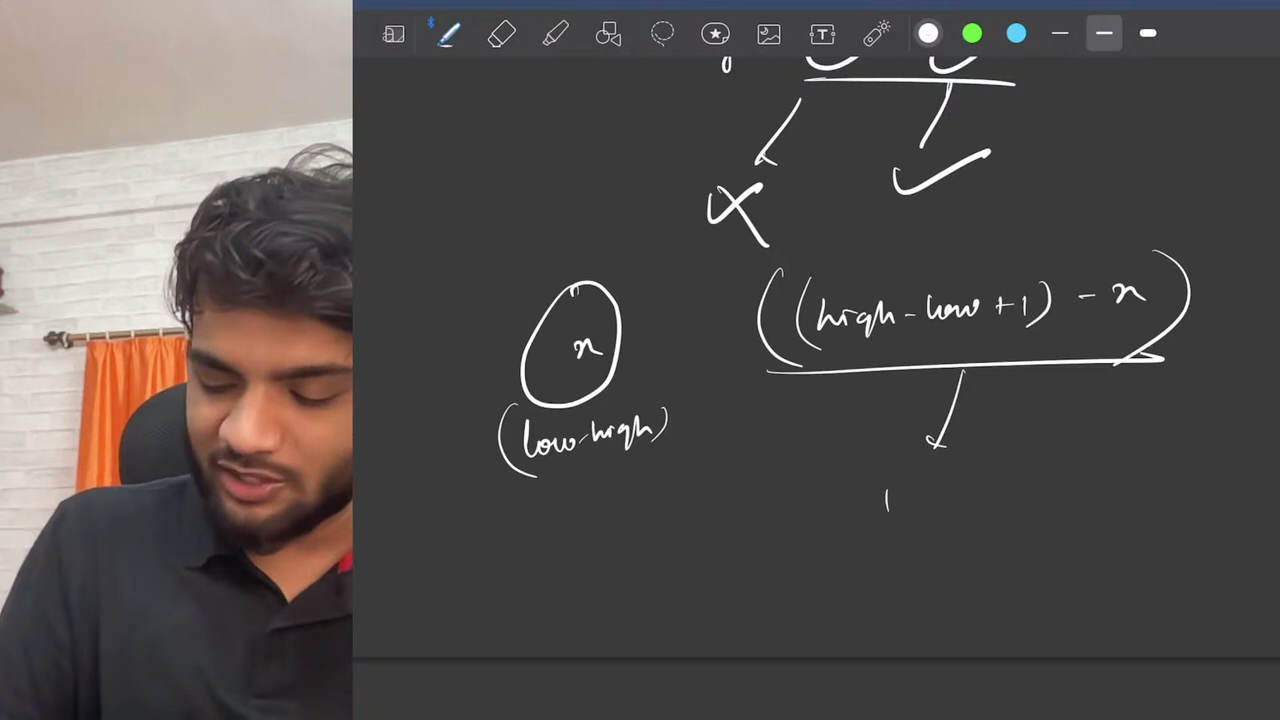 ((high - low + 1) - x)
x
(low-high)